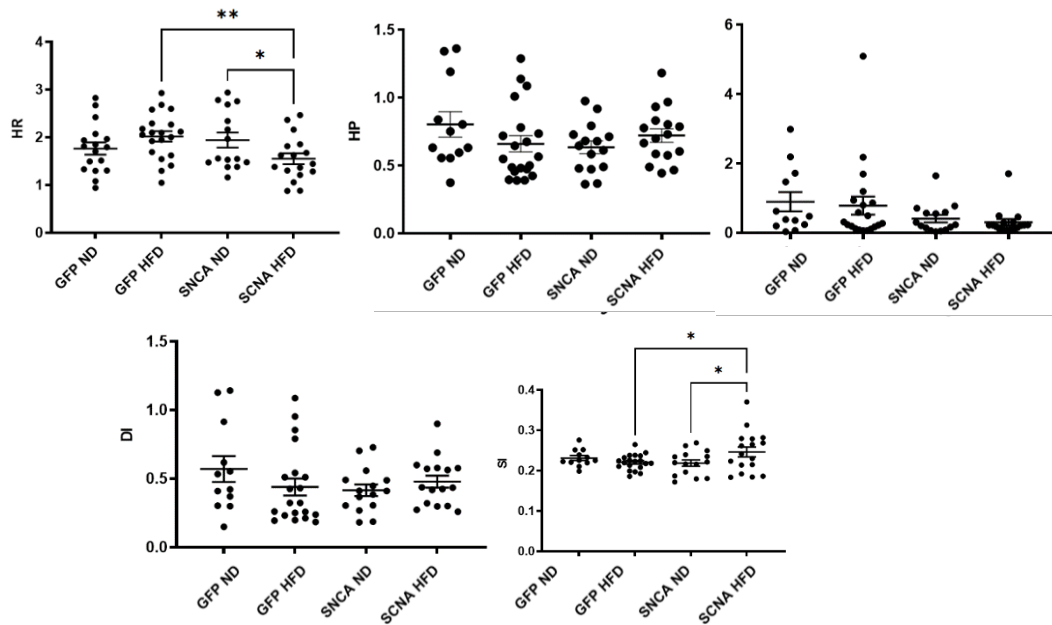 **
*
4
3
2
1
0
HR
GFP ND
GFP HFD
SNCA ND
SCNA HFD
1.5
1.0
0.5
0.0
HP
GFP ND
GFP HFD
SNCA ND
SCNA HFD
6
4
2
0
GFP ND
GFP HFD
SNCA ND
SCNA HFD
1.5
1.0
0.5
0.0
DI
GFP ND
GFP HFD
SNCA ND
SCNA HFD
*
*
0.4
0.3
0.2
0.1
0.0
SI
GFP ND
GFP HFD
SNCA ND
SCNA HFD